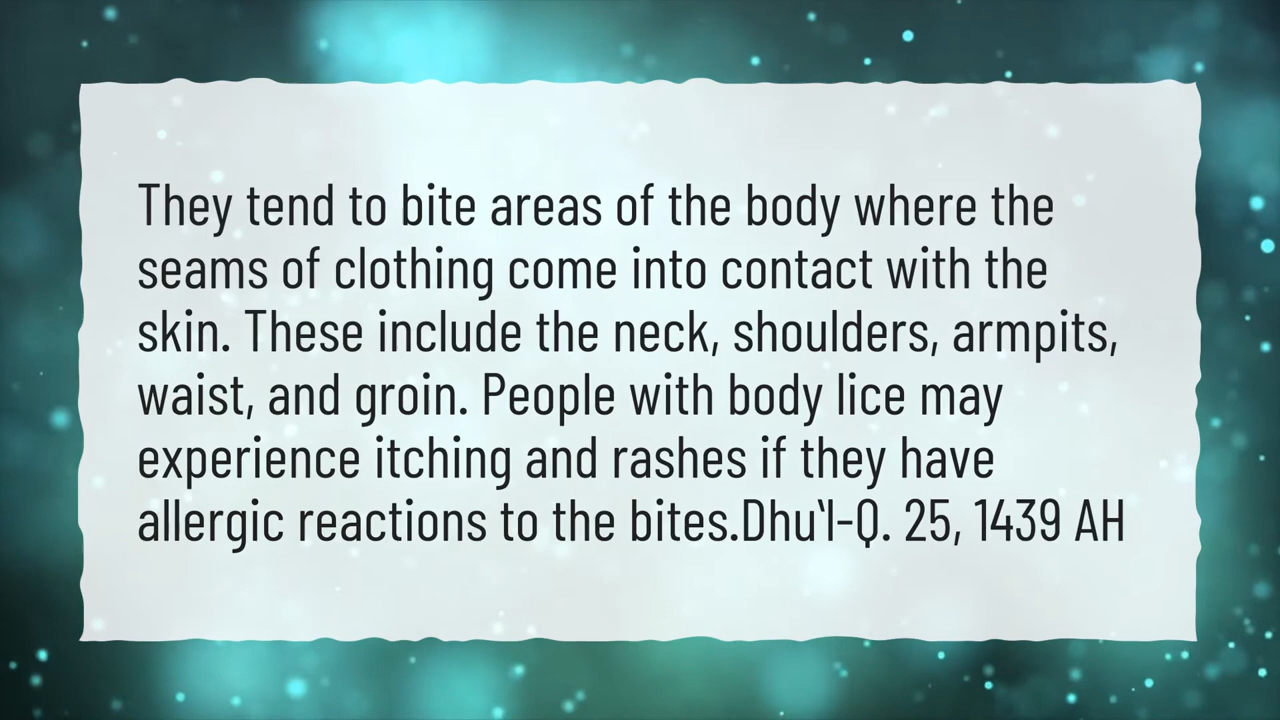 They tend to bite areas of the body where the
seams of clothing come into contact with the
skin. These include the neck, shoulders, armpits,
waist, and groin. People with body lice may
experience itching and rashes if they have
allergic reactions to the bites.Dhuʻl-Q. 25, 1439 AH